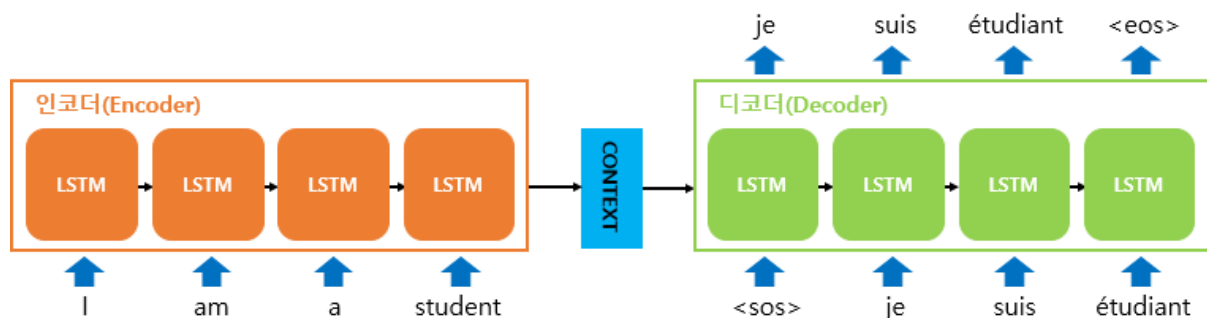 je suis étudiant <eos>
인코더(Encoder)
디코더(Decoder)
LSTM LSTM LSTM LSTM
CONTEXT
LSTM LSTM LSTM LSTM
I am a student
<sos> je suis étudiant